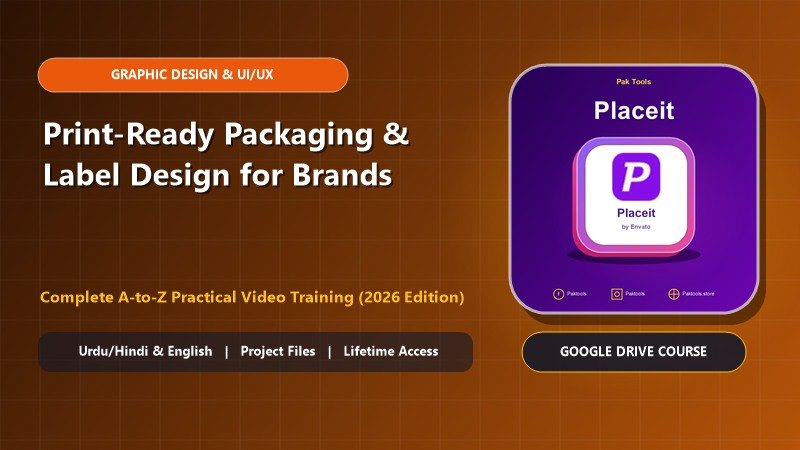 GRAPHIC DESIGN & UI/UX
Print-Ready Packaging &
Label Design for Brands
Complete A-to-Z Practical Video Training (2026 Edition)
Urdu/Hindi & English | Project Files | Lifetime Access
Pak Tools
Placeit
P
Placeit
by Envato
Paktools
Paktools
Paktools.store
GOOGLE DRIVE COURSE